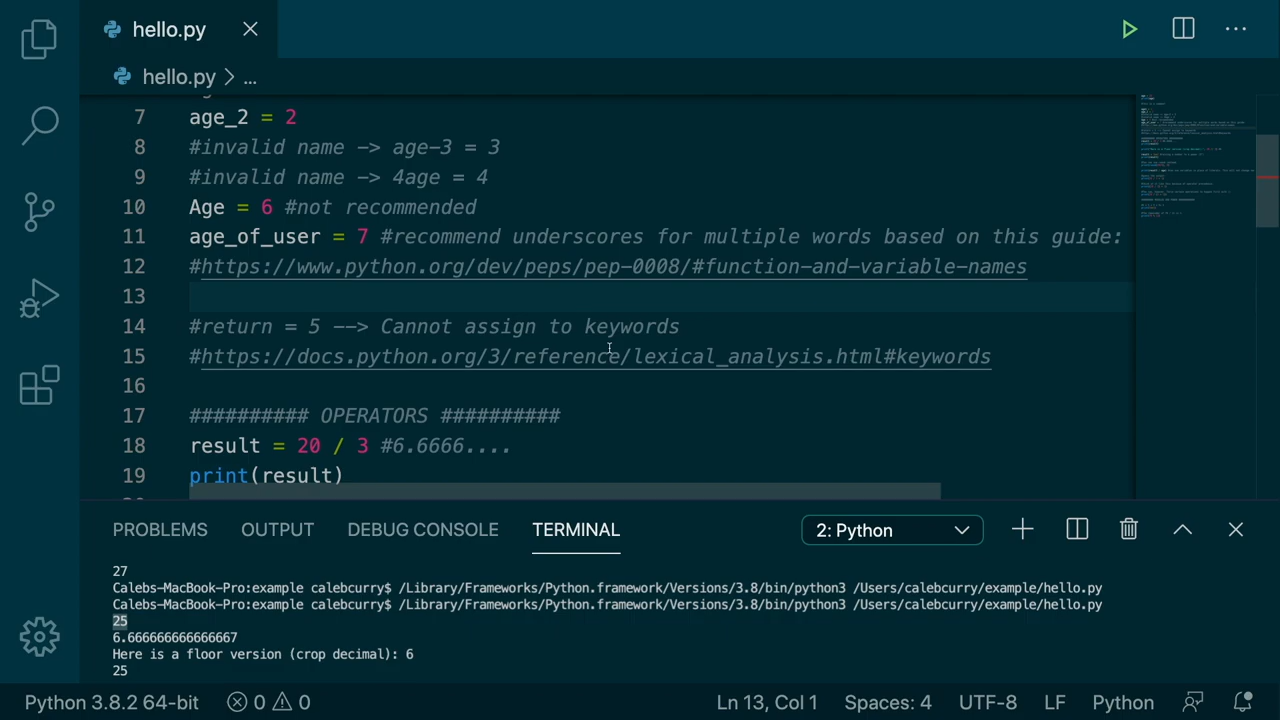 hello.py
hello.py > ...
7 age_2 = 2
8 #invalid name -> age-3 = 3
9 #invalid name -> 4age = 4
10 Age = 6 #not recommend
11 age_of_user = 7 #recommend underscores for multiple words based on this guide:
12 #https://www.python.org/dev/peps/pep-0008/#function-and-variable-names
13
14 #return = 5 --> Cannot assign to keywords
15 #https://docs.python.org/3/reference/lexical_analysis.html#keywords
16
17 ########## OPERATORS ##########
18 result = 20 / 3 #6.6666....
19 print(result)
PROBLEMS OUTPUT DEBUG CONSOLE TERMINAL 2: Python
27
Calebs-MacBook-Pro:example calebcurry$ /Library/Frameworks/Python.framework/Versions/3.8/bin/python3 /Users/calebcurry/example/hello.py
Calebs-MacBook-Pro:example calebcurry$ /Library/Frameworks/Python.framework/Versions/3.8/bin/python3 /Users/calebcurry/example/hello.py
25
6.666666666666667
Here is a floor version (crop decimal): 6
25
Python 3.8.2 64-bit 0 0 Ln 13, Col 1 Spaces: 4 UTF-8 LF Python